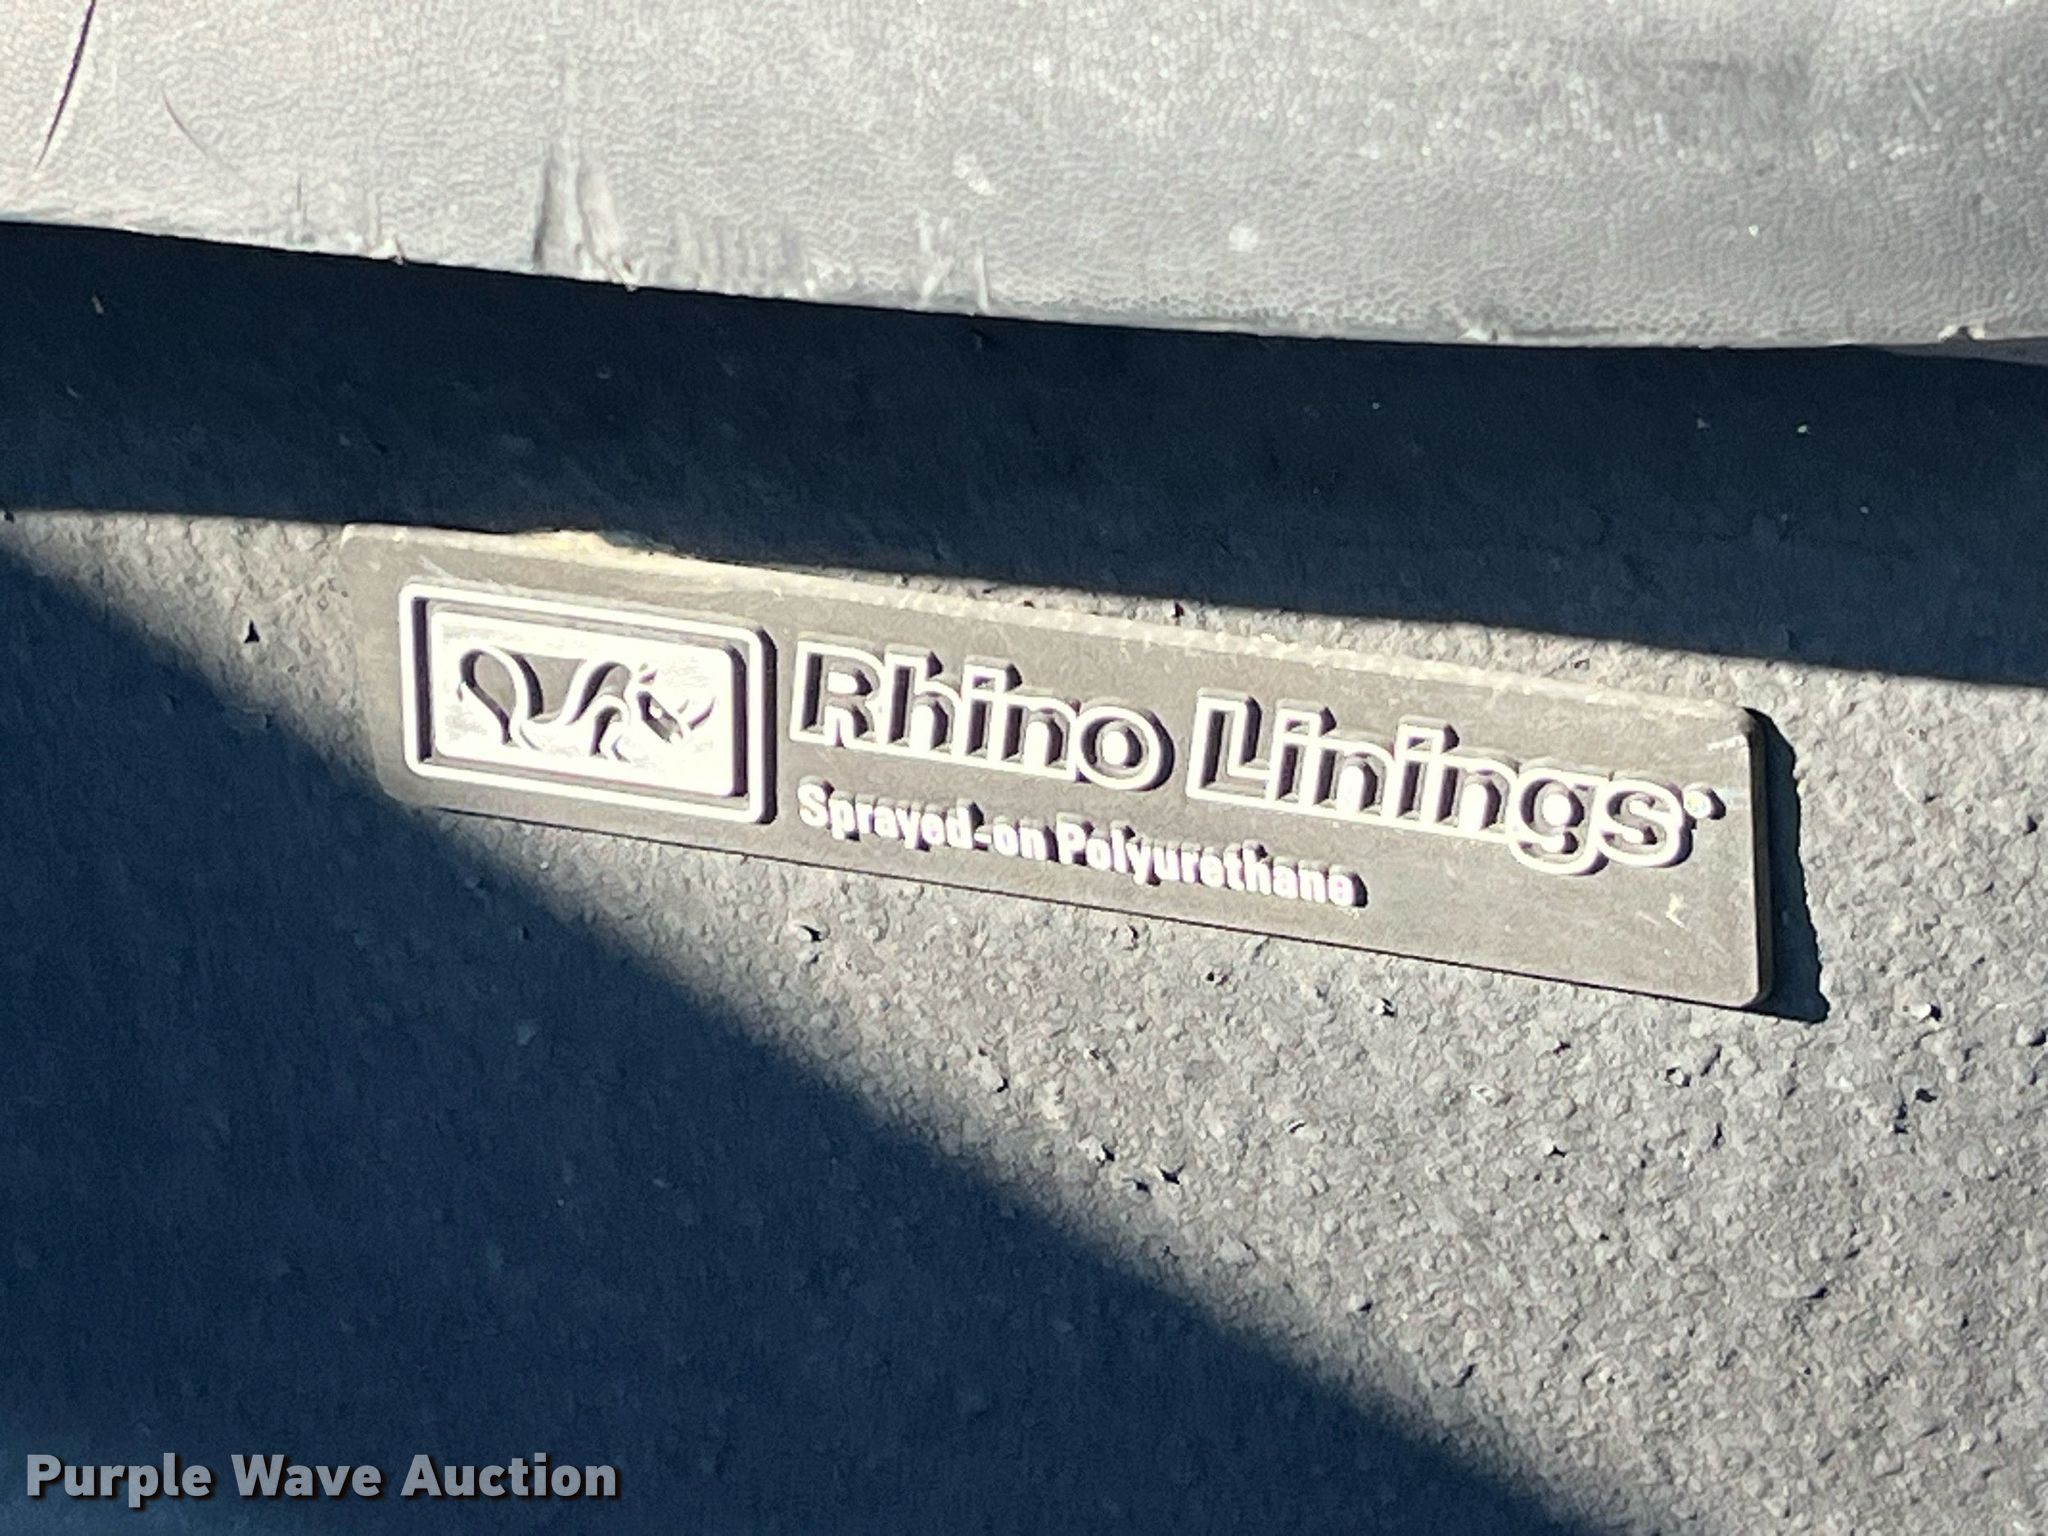 Rhino Linings
Sprayed-on Polyurethane
Purple Wave Auction